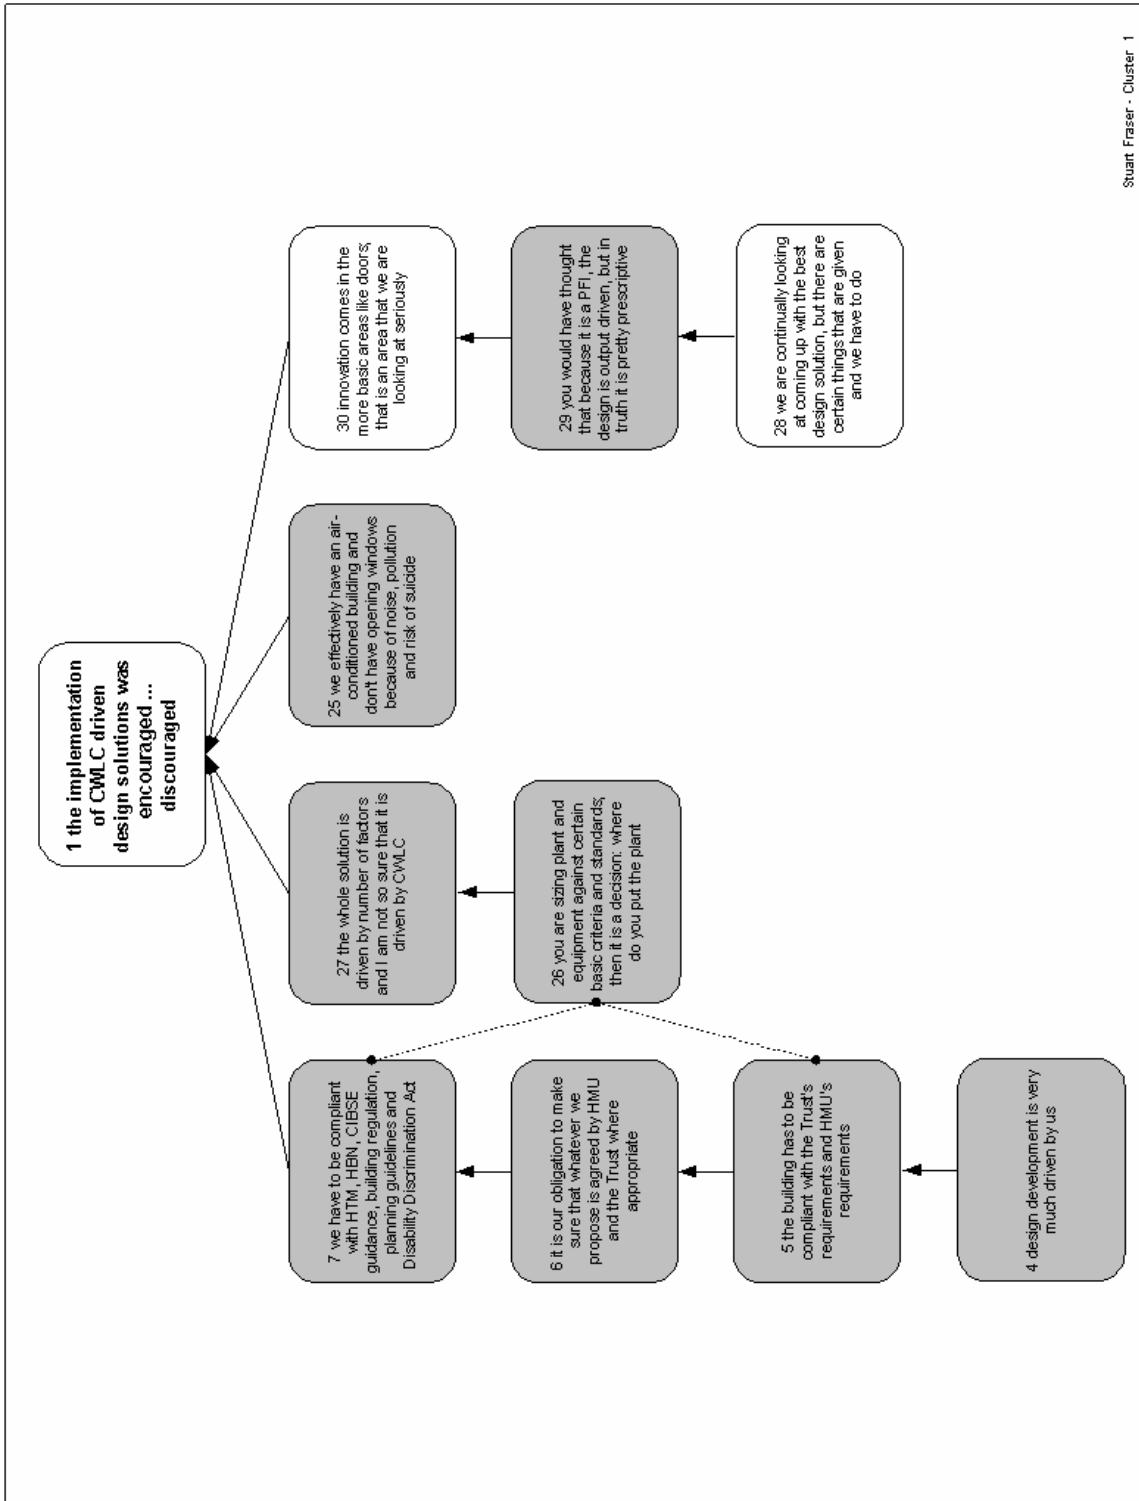 1 the implementation
of CWLC driven
design solutions was
encouraged ...
discouraged
7 we have to be compliant
with HTM, HBN, CIBSE
guidance, building regulation,
planning guidelines and
Disability Discrimination Act
27 the whole solution is
driven by number of factors
and I am not so sure that it is
driven by CWLC
25 we effectively have an air-
conditioned building and
don't have opening windows
because of noise, pollution
and risk of suicide
30 innovation comes in the
more basic areas like doors;
that is an area that we are
looking at seriously
6 it is our obligation to make
sure that whatever we
propose is agreed by HMU
and the Trust where
appropriate
26 you are sizing plant and
equipment against certain
basic criteria and standards;
then it is a decision: where
do you put the plant
29 you would have thought
that because it is a PFI, the
design is output driven, but in
truth it is pretty prescriptive
5 the building has to be
compliant with the Trust's
requirements and HMU's
requirements
28 we are continually looking
at coming up with the best
design solution, but there are
certain things that are given
and we have to do
4 design development is very
much driven by us
Stuart Fraser - Cluster 1